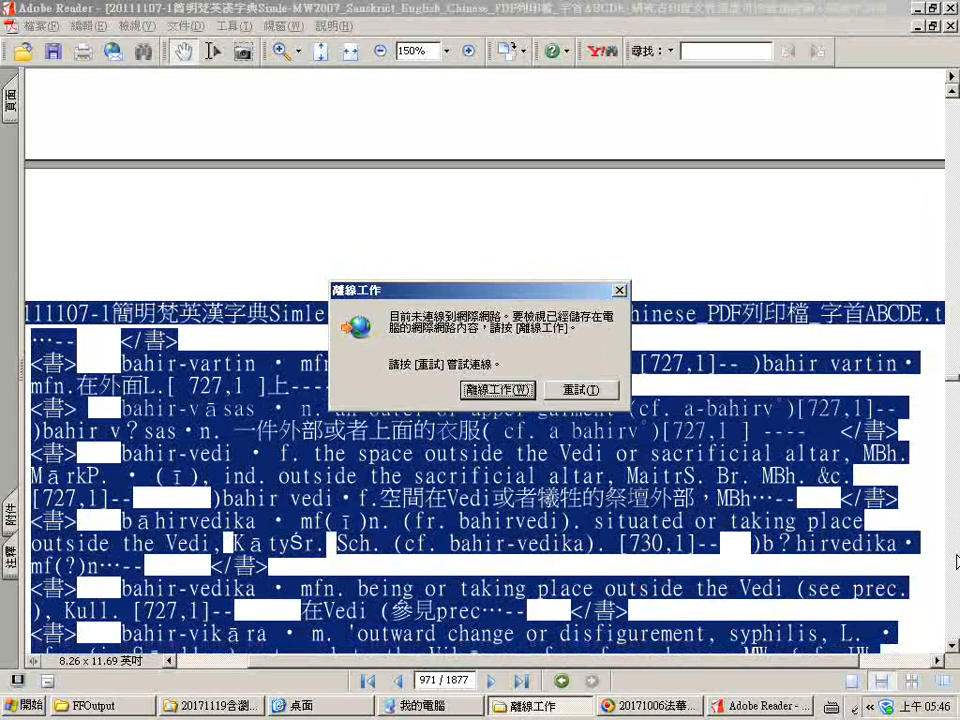 Adobe Reader - [20111107-1簡明梵英漢字典Simle-MW2007_Sanskrit_English_Chinese_PDF列印檔_字首ABCDE
檔案(F) 編輯(E) 檢視(V) 文件(D) 工具(T) 視窗(W) 說明(H)
150% 尋找：
頁面
111107-1簡明梵英漢字典Simle
hinese_PDF列印檔_字首ABCDE.t
…-- </書>
<書> bahir-vartin • mfn
[727,1]-- )bahir vartin•
mfn.在外面L.[ 727,1 ]上----
<書> bahir-vāsas • n. an outer or upper garment (cf. a-bahirv°)[727,1]--
)bahir v？sas•n. 一件外部或者上面的衣服( cf. a bahirv°)[727,1 ] ---- </書>
<書> bahir-vedi • f. the space outside the Vedi or sacrificial altar, MBh.
MārkP. • (ī), ind. outside the sacrificial altar, MaitrS. Br. MBh. &c.
[727,1]-- )bahir vedi•f.空間在Vedi或者犧牲的祭壇外部，MBh…-- </書>
<書> bāhirvedika • mf(ī)n. (fr. bahirvedi). situated or taking place
outside the Vedi, KātyŚr. Sch. (cf. bahir-vedika). [730,1]-- )b？hirvedika•
mf(?)n…-- </書>
<書> bahir-vedika • mfn. being or taking place outside the Vedi (see prec.
), Kull. [727,1]-- 在Vedi (參見prec…-- </書>
<書> bahir-vikāra • m. 'outward change or disfigurement, syphilis, L. •
離線工作
目前未連線到網際網路。要檢視已經儲存在電
腦的網際網路內容，請按 [離線工作]。
請按 [重試] 嘗試連線。
離線工作(W) 重試(T)
附件
注釋
8.26 x 11.69 英吋
971 / 1877
開始 FFOutput 20171119含瀏... 桌面 我的電腦 離線工作 20171006法華... Adobe Reader -... 上午 05:46